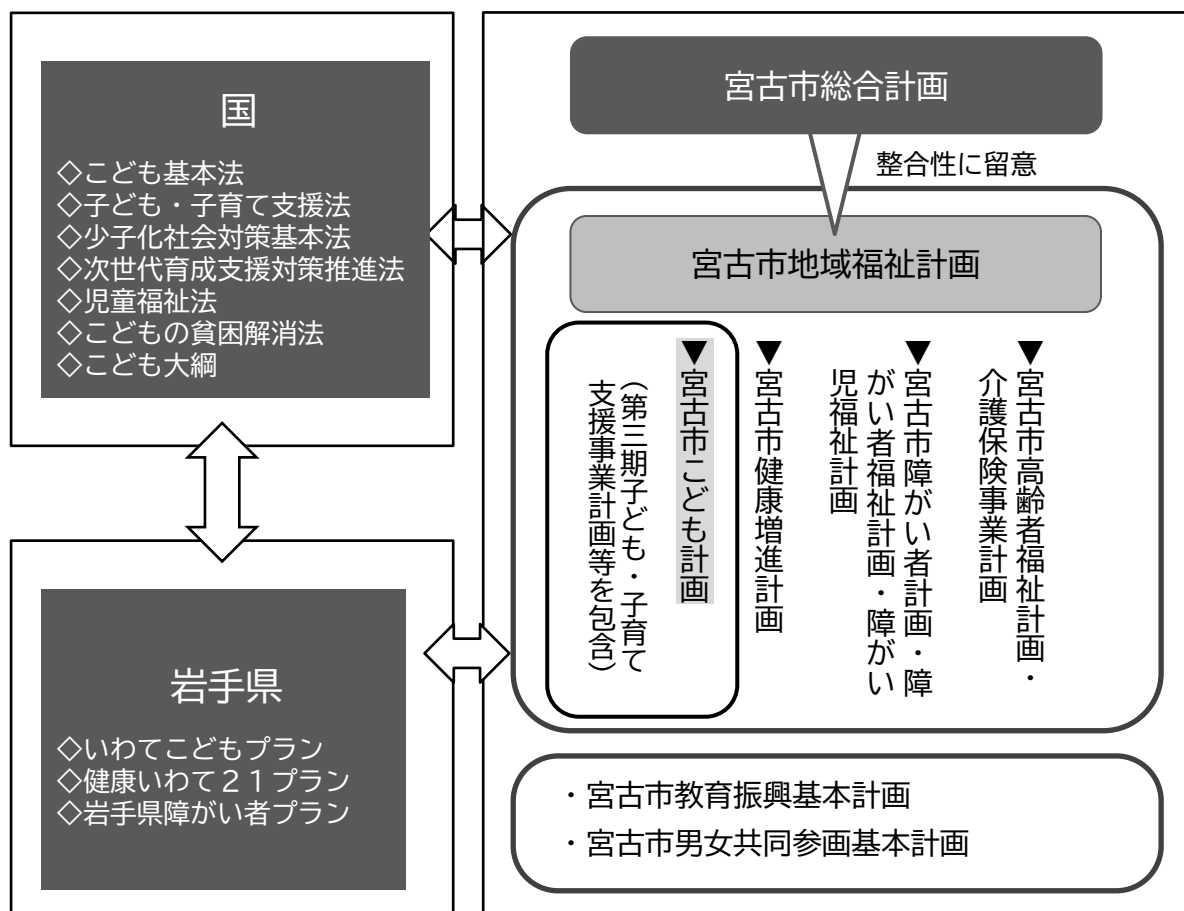 国
◇こども基本法
◇子ども・子育て支援法
◇少子化社会対策基本法
◇次世代育成支援対策推進法
◇児童福祉法
◇こどもの貧困解消法
◇こども大綱
岩手県
◇いわてこどもプラン
◇健康いわて２１プラン
◇岩手県障がい者プラン
宮古市総合計画
整合性に留意
宮古市地域福祉計画
▼宮古市高齢者福祉計画・
介護保険事業計画
▼宮古市障がい者計画・障
がい者福祉計画・障がい
児福祉計画
▼宮古市健康増進計画
▼宮古市こども計画
（第三期子ども・子育て
支援事業計画等を包含）
・宮古市教育振興基本計画
・宮古市男女共同参画基本計画